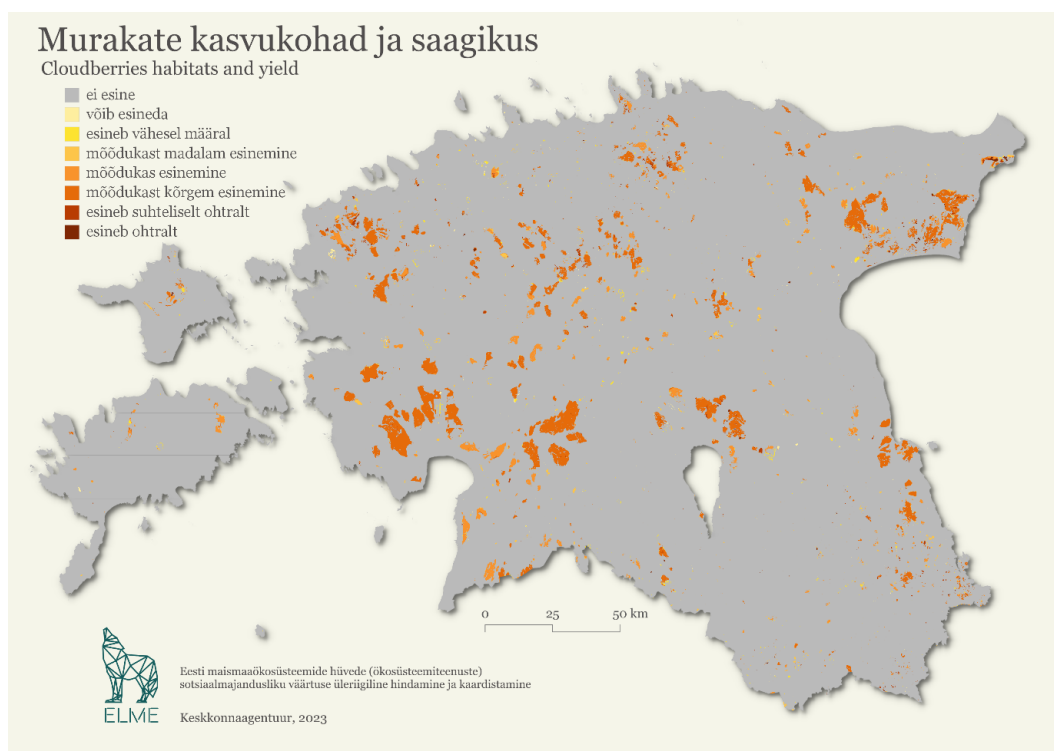 Murakate kasvukohad ja saagikus
Cloudberries habitats and yield
ei esine
võib esineda
esineb vähesel määral
mõõdukast madalam esinemine
mõõdukas esinemine
mõõdukast kõrgem esinemine
esineb suhteliselt ohtralt
esineb ohtralt
0 25 50 km
Eesti maismaaökosüsteemide hüvede (ökosüsteemiteenuste)
sotsiaalmajandusliku väärtuse üleriigiline hindamine ja kaardistamine
ELME
Keskkonnaagentuur, 2023